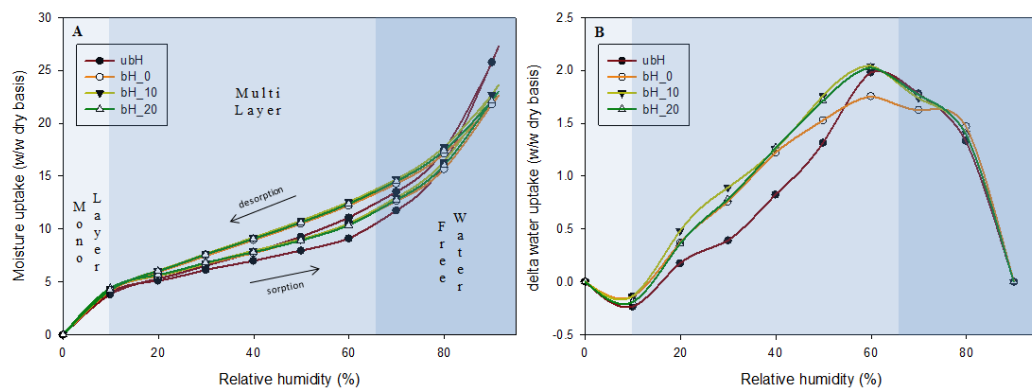 A
ubH
bH_0
bH_10
bH_20
Multi
Layer
Mono
Layer
desorption
sorption
Free
Water
30
25
20
15
10
5
0
0 20 40 60 80
Moisture uptake (w/w dry basis)
Relative humidity (%)
B
ubH
bH_0
bH_10
bH_20
2.5
2.0
1.5
1.0
0.5
0.0
-0.5
0 20 40 60 80
delta water uptake (w/w dry basis)
Relative humidity (%)